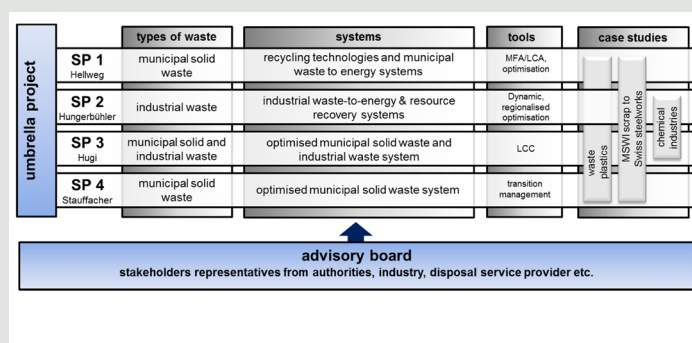 types of waste
systems
tools
case studies
umbrella project
SP 1
Hellweg
municipal solid
waste
recycling technologies and municipal
waste to energy systems
MFA/LCA,
optimisation
SP 2
Hungerbühler
industrial waste
industrial waste-to-energy & resource
recovery systems
Dynamic,
regionalised
optimisation
SP 3
Hugi
municipal solid and
industrial waste
optimised municipal solid waste and
industrial waste system
LCC
SP 4
Stauffacher
municipal solid
waste
optimised municipal solid waste system
transition
management
waste
plastics
MSWI scrap to
Swiss steelworks
chemical
industries
advisory board
stakeholders representatives from authorities, industry, disposal service provider etc.